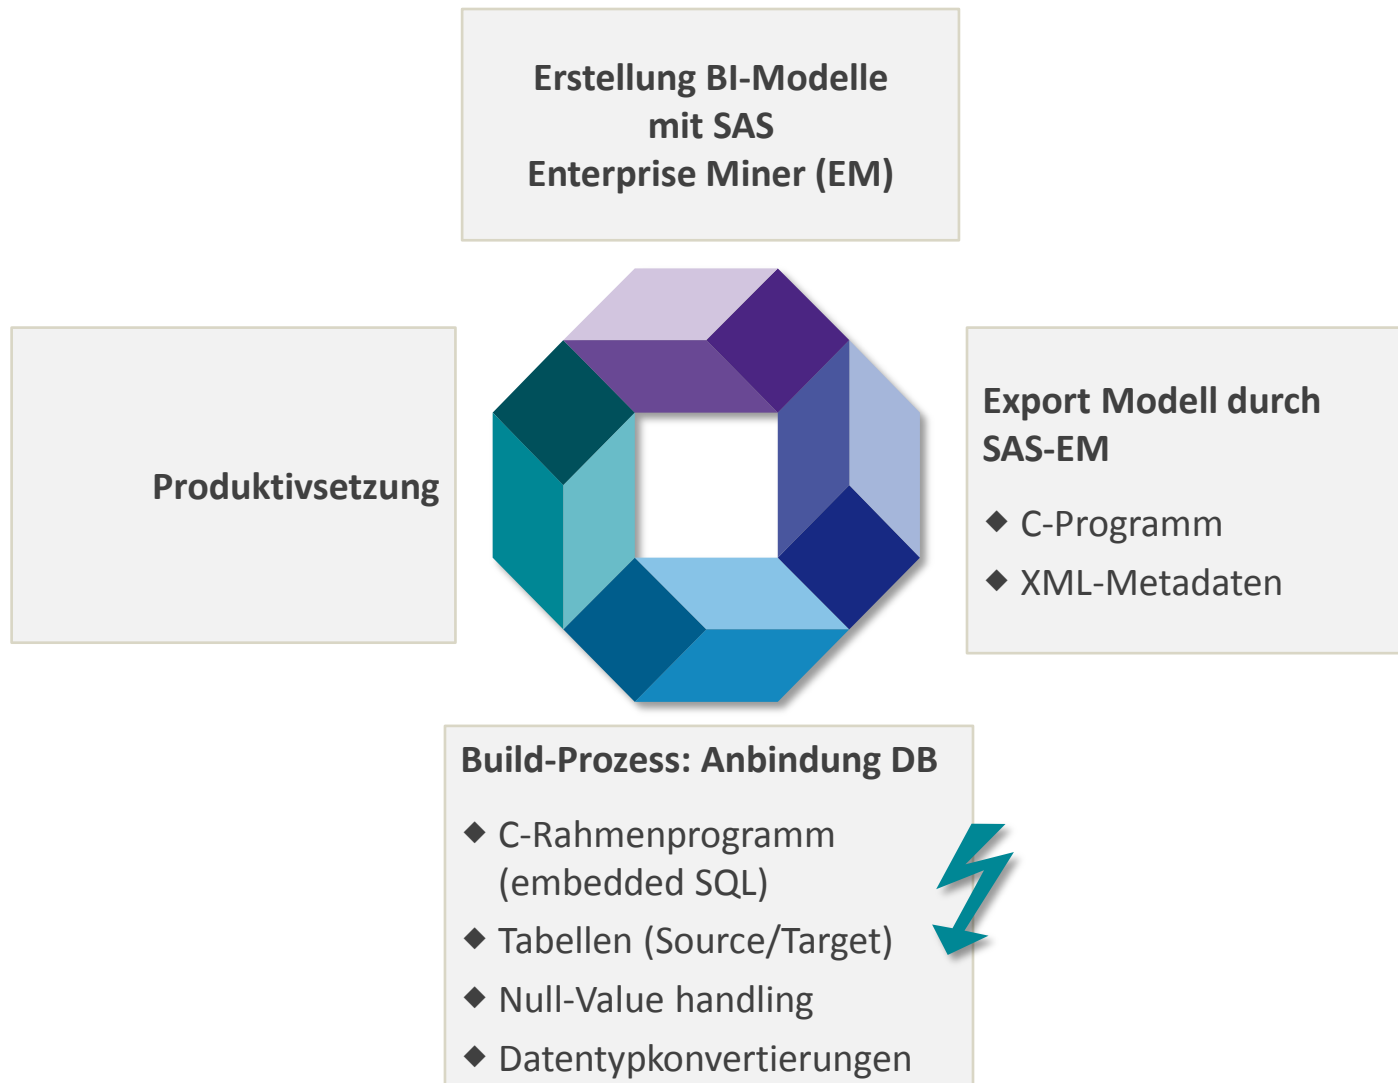 Erstellung BI-Modelle
mit SAS
Enterprise Miner (EM)
Produktivsetzung
Export Modell durch
SAS-EM
◆ C-Programm
◆ XML-Metadaten
Build-Prozess: Anbindung DB
◆ C-Rahmenprogramm
(embedded SQL)
◆ Tabellen (Source/Target)
◆ Null-Value handling
◆ Datentypkonvertierungen